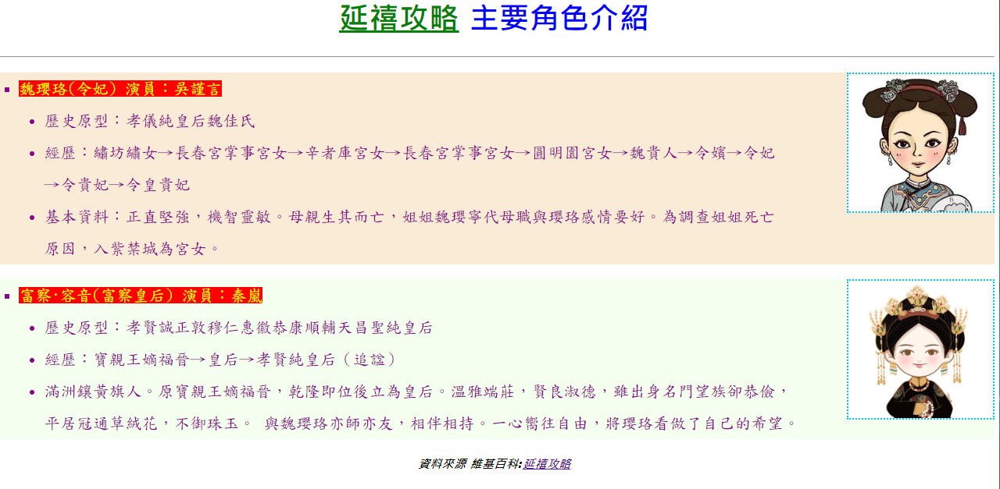 延禧攻略 主要角色介紹
魏瓔珞(令妃) 演員：吳謹言
歷史原型：孝儀純皇后魏佳氏
經歷：繡坊繡女→長春宮掌事宮女→辛者庫宮女→長春宮掌事宮女→圓明園宮女→魏貴人→令嬪→令妃
→令貴妃→令皇貴妃
基本資料：正直堅強，機智靈敏。母親生其而亡，姐姐魏瓔寧代母職與瓔珞感情要好。為調查姐姐死亡
原因，入紫禁城為宮女。
富察·容音(富察皇后) 演員：秦嵐
歷史原型：孝賢誠正敦穆仁惠徽恭康順輔天昌聖純皇后
經歷：寶親王嫡福晉→皇后→孝賢純皇后（追諡）
滿洲鑲黃旗人。原寶親王嫡福晉，乾隆即位後立為皇后。溫雅端莊，賢良淑德，雖出身名門望族卻恭儉，
平居冠通草絨花，不御珠玉。 與魏瓔珞亦師亦友，相伴相持。一心嚮往自由，將瓔珞看做了自己的希望。
資料來源 維基百科:延禧攻略